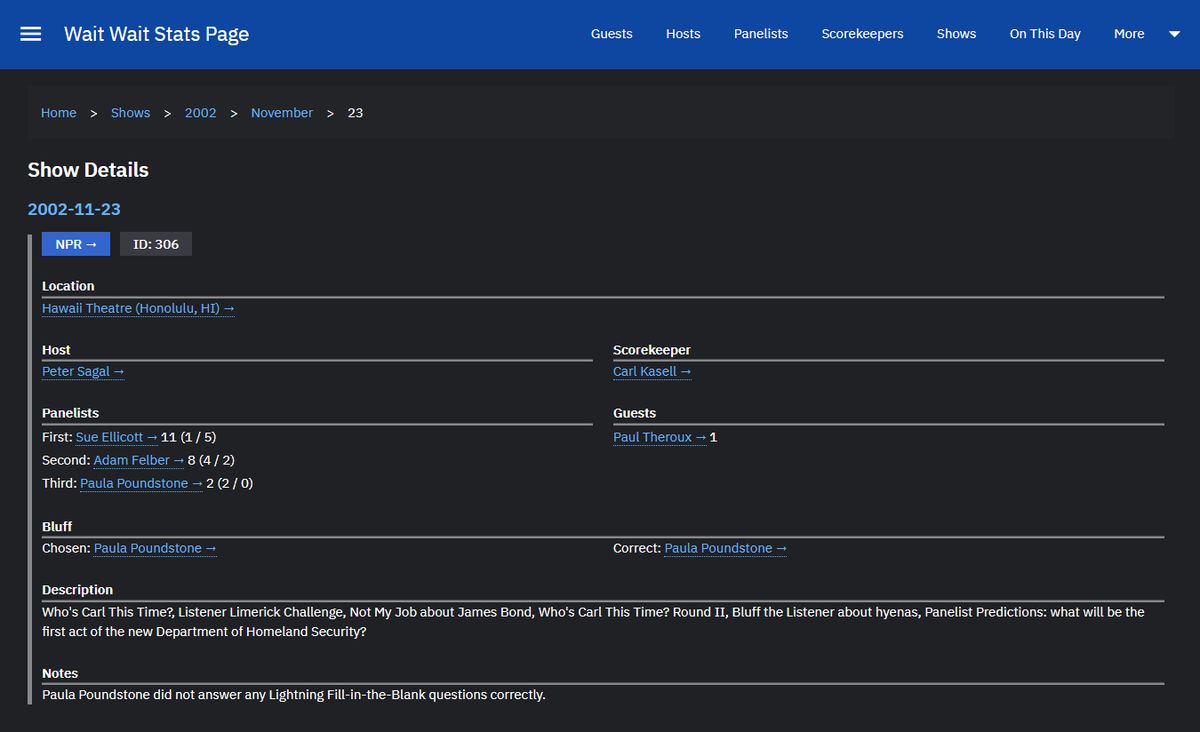 Wait Wait Stats Page
Guests Hosts Panelists Scorekeepers Shows On This Day More
Home > Shows > 2002 > November > 23
Show Details
2002-11-23
NPR → ID: 306
Location
Hawaii Theatre (Honolulu, HI) →
Host
Peter Sagal →
Scorekeeper
Carl Kasell →
Panelists
First: Sue Ellicott → 11 (1 / 5)
Second: Adam Felber → 8 (4 / 2)
Third: Paula Poundstone → 2 (2 / 0)
Guests
Paul Theroux → 1
Bluff
Chosen: Paula Poundstone →
Correct: Paula Poundstone →
Description
Who's Carl This Time?, Listener Limerick Challenge, Not My Job about James Bond, Who's Carl This Time? Round II, Bluff the Listener about hyenas, Panelist Predictions: what will be the
first act of the new Department of Homeland Security?
Notes
Paula Poundstone did not answer any Lightning Fill-in-the-Blank questions correctly.